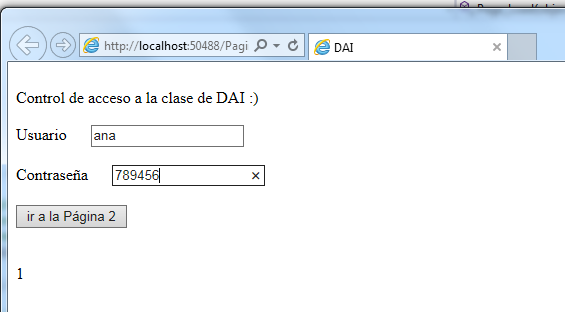 http://localhost:50488/Pagi
DAI
Control de acceso a la clase de DAI :)
Usuario ana
Contraseña 789456
ir a la Página 2
1